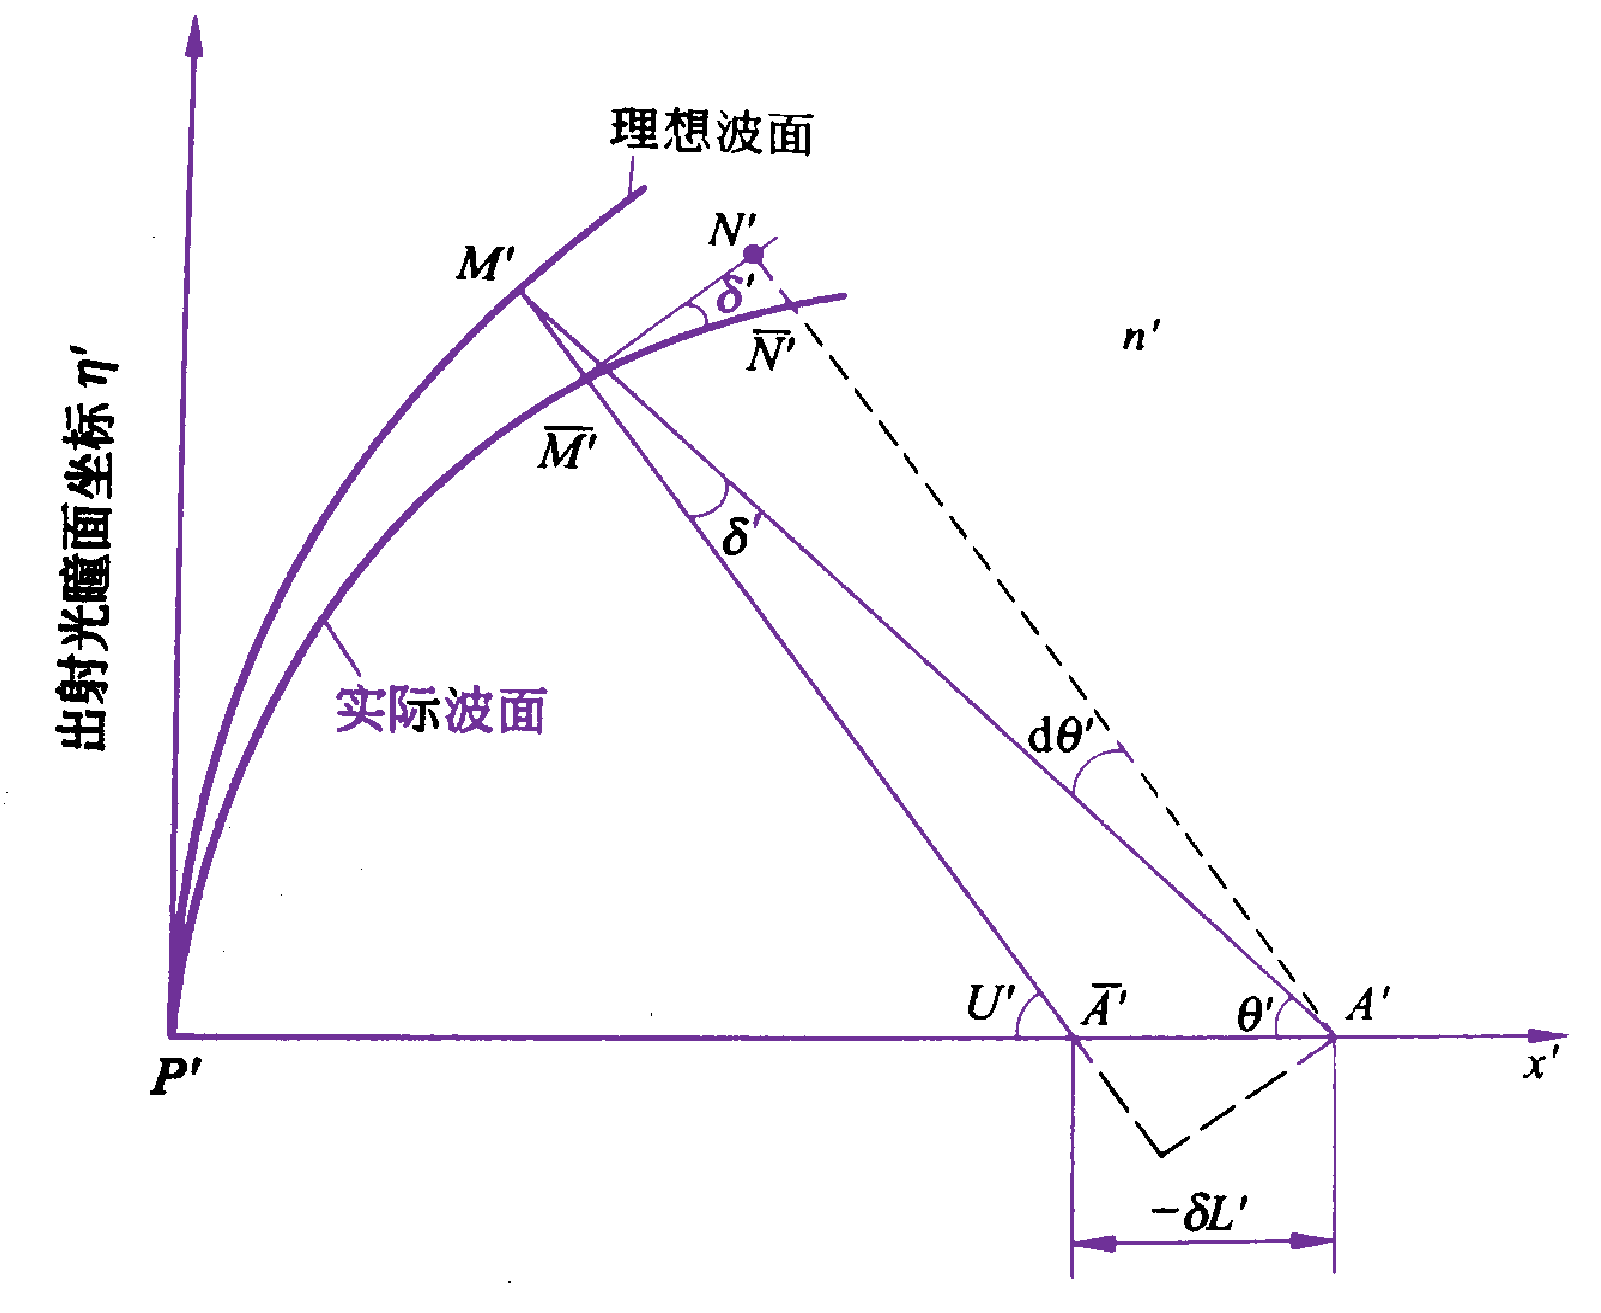 出射光瞳面坐标 η′
理想波面
M′
N′
δ′
N̅′
n′
M̅′
δ′
实际波面
dθ′
U′
A̅′
θ′
A′
P′
x′
−δL′